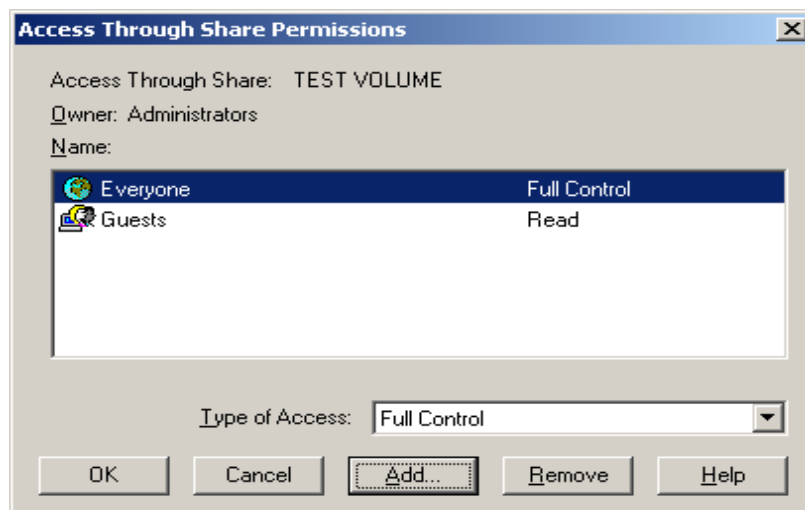 Access Through Share Permissions
Access Through Share: TEST VOLUME
Owner: Administrators
Name:
Everyone Full Control
Guests Read
Type of Access: Full Control
OK Cancel Add... Remove Help